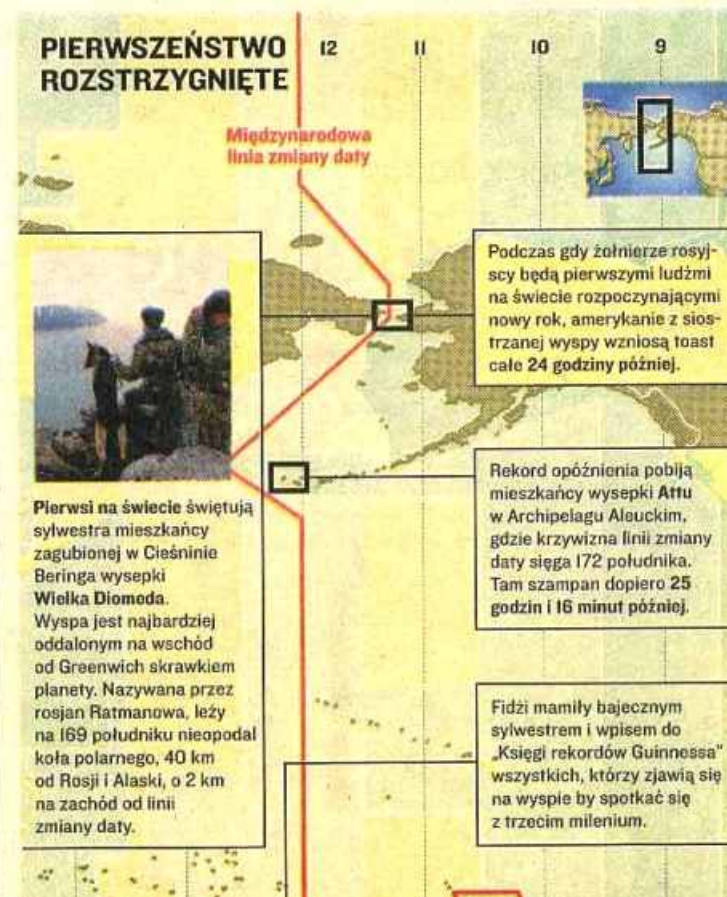 PIERWSZEŃSTWO
ROZSTRZYGNIĘTE
12
11
10
9
Międzynarodowa
linia zmiany daty
Podczas gdy żołnierze rosyj-
scy będą pierwszymi ludźmi
na świecie rozpoczynającymi
nowy rok, amerykanie z sios-
trzanej wyspy wzniosą toast
całe 24 godziny później.
Pierwsi na świecie świętują
sylwestra mieszkańcy
zagubionej w Cieśninie
Beringa wysepki
Wielka Diomeda.
Wyspa jest najbardziej
oddalonym na wschód
od Greenwich skrawkiem
planety. Nazywana przez
rosjan Ratmanowa, leży
na 169 południku nieopodal
koła polarnego, 40 km
od Rosji i Alaski, o 2 km
na zachód od linii
zmiany daty.
Rekord opóźnienia pobiją
mieszkańcy wysepki Attu
w Archipelagu Aleuckim,
gdzie krzywizna linii zmiany
daty sięga 172 południka.
Tam szampan dopiero 25
godzin i 16 minut później.
Fidżi mamiły bajecznym
sylwestrem i wpisem do
„Księgi rekordów Guinnessa"
wszystkich, którzy zjawią się
na wyspie by spotkać się
z trzecim milenium.